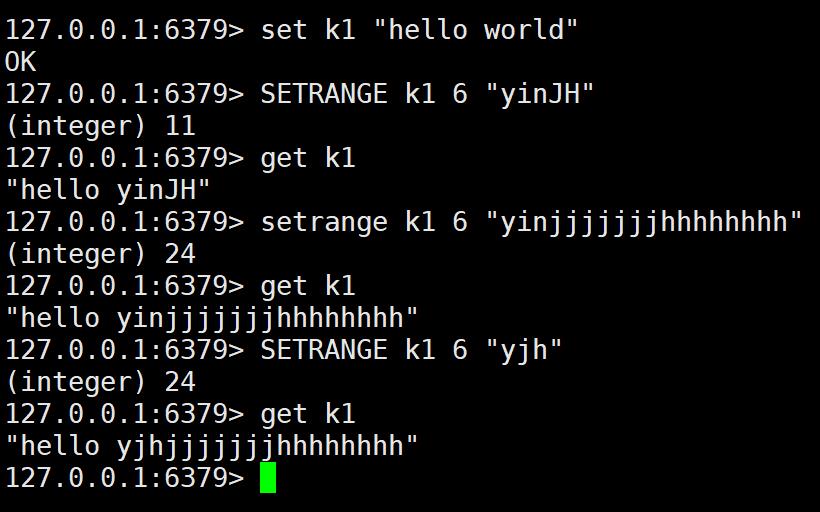 127.0.0.1:6379> set k1 "hello world"
OK
127.0.0.1:6379> SETRANGE k1 6 "yinJH"
(integer) 11
127.0.0.1:6379> get k1
"hello yinJH"
127.0.0.1:6379> setrange k1 6 "yinjjjjjjjhhhhhhhh"
(integer) 24
127.0.0.1:6379> get k1
"hello yinjjjjjjjhhhhhhhh"
127.0.0.1:6379> SETRANGE k1 6 "yjh"
(integer) 24
127.0.0.1:6379> get k1
"hello yjhjjjjjjjhhhhhhhh"
127.0.0.1:6379>